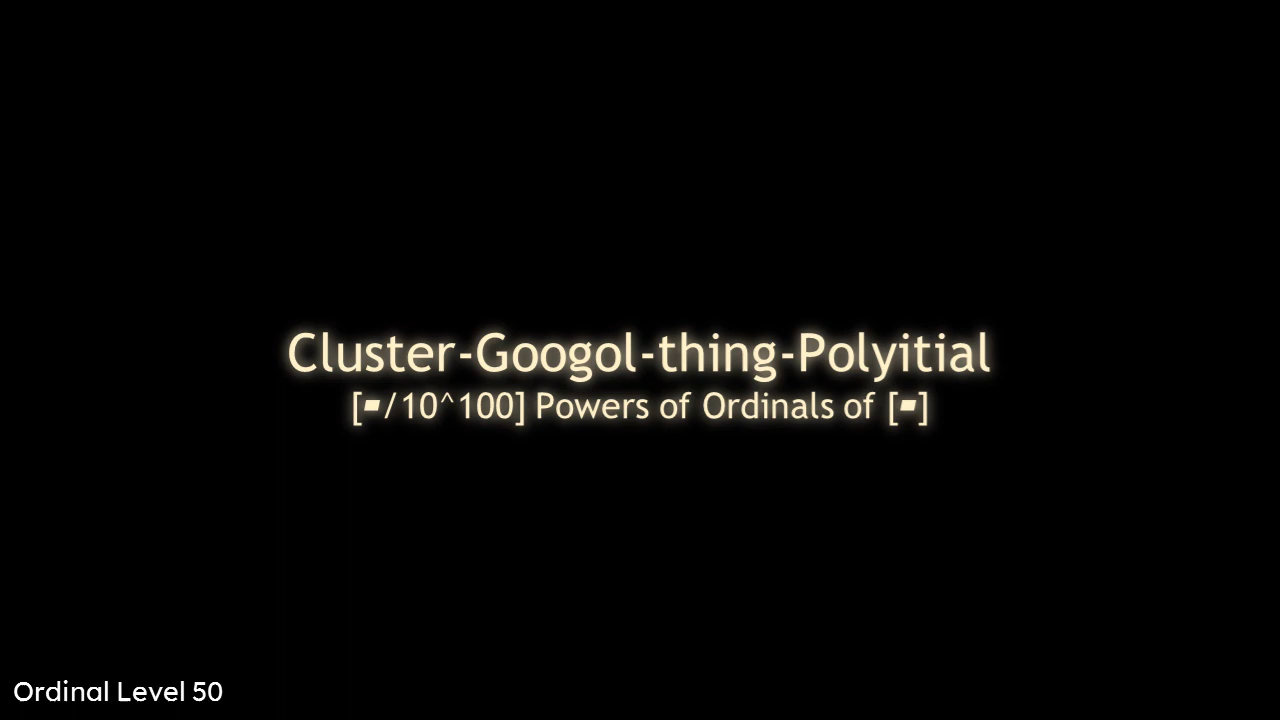 Cluster-Googol-thing-Polyitial
[▰/10^100] Powers of Ordinals of [▰]
Ordinal Level 50